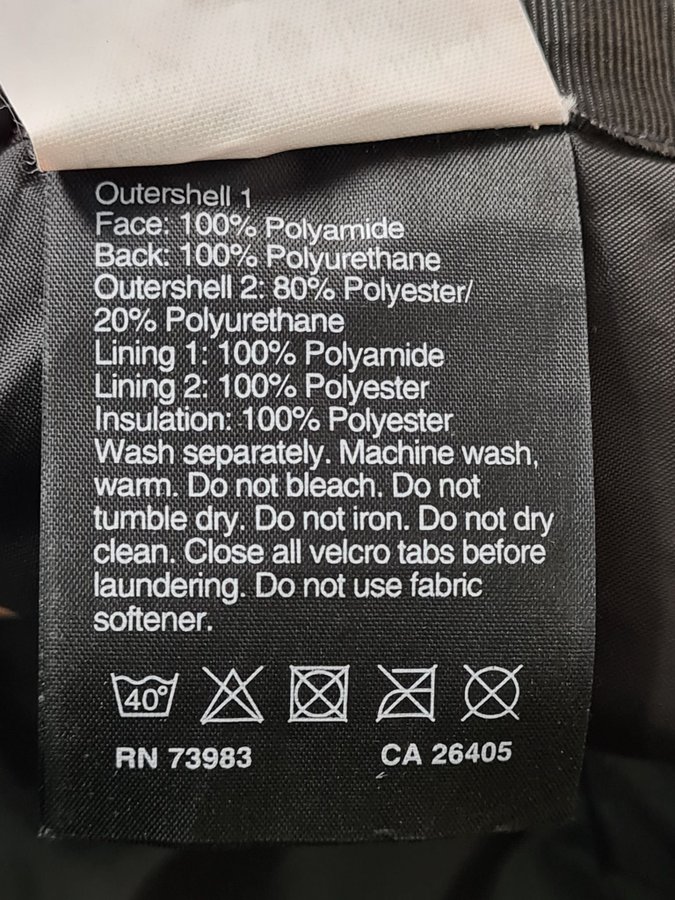 Outershell 1
Face: 100% Polyamide
Back: 100% Polyurethane
Outershell 2: 80% Polyester/
20% Polyurethane
Lining 1: 100% Polyamide
Lining 2: 100% Polyester
Insulation: 100% Polyester
Wash separately. Machine wash,
warm. Do not bleach. Do not
tumble dry. Do not iron. Do not dry
clean. Close all velcro tabs before
laundering. Do not use fabric
softener.
40°
RN 73983 CA 26405